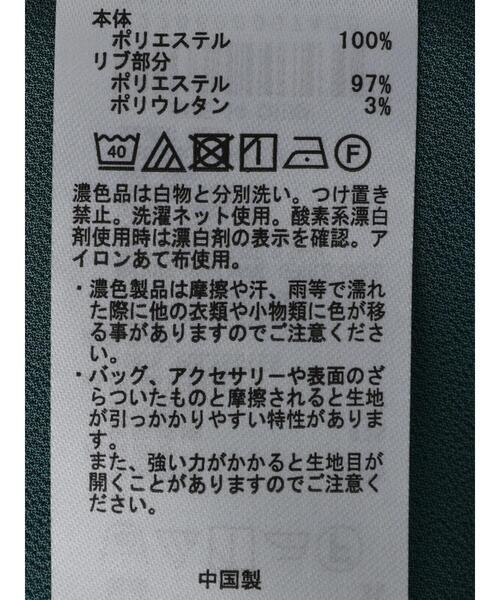 本体
ポリエステル 100%
リブ部分
ポリエステル 97%
ポリウレタン 3%
40 F
濃色品は白物と分別洗い。つけ置き
禁止。洗濯ネット使用。酸素系漂白
剤使用時は漂白剤の表示を確認。ア
イロンあて布使用。
・濃色製品は摩擦や汗、雨等で濡れ
た際に他の衣類や小物類に色が移
る事がありますのでご注意くださ
い。
・バッグ、アクセサリーや表面のざ
らついたものと摩擦されると生地
が引っかかりやすい特性がありま
す。
また、強い力がかかると生地目が
開くことがありますのでご注意く
ださい。
中国製